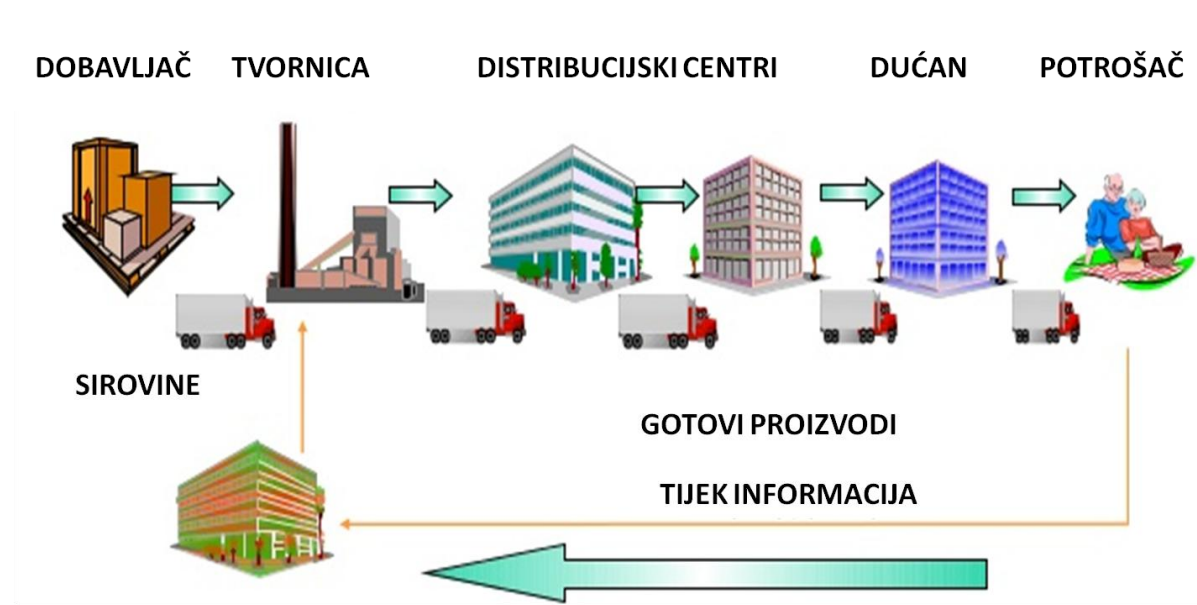 DOBAVLJAČ TVORNICA DISTRIBUCIJSKI CENTRI DUĆAN POTROŠAČ
SIROVINE
GOTOVI PROIZVODI
TIJEK INFORMACIJA